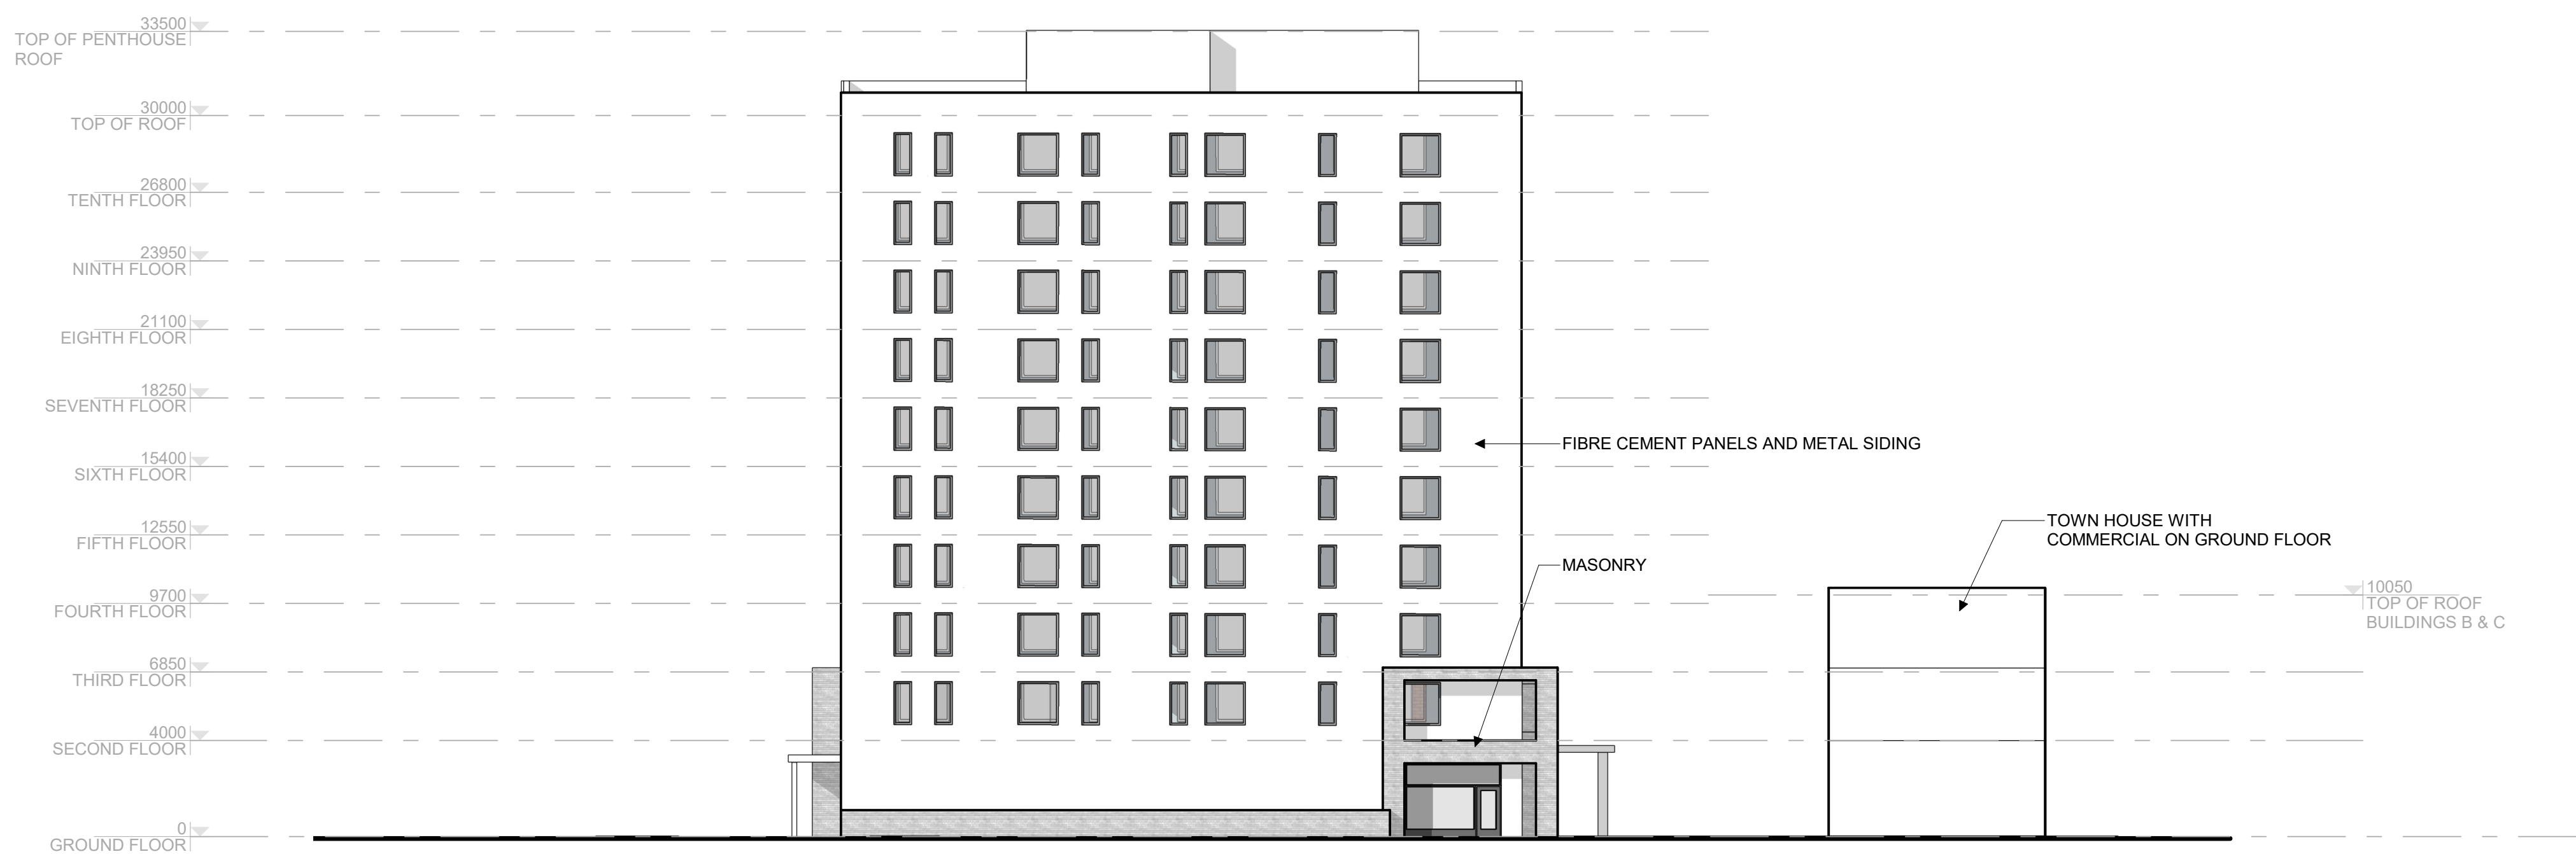 33500
TOP OF PENTHOUSE
ROOF
30000
TOP OF ROOF
26800
TENTH FLOOR
23950
NINTH FLOOR
21100
EIGHTH FLOOR
18250
SEVENTH FLOOR
15400
SIXTH FLOOR
12550
FIFTH FLOOR
9700
FOURTH FLOOR
6850
THIRD FLOOR
4000
SECOND FLOOR
0
GROUND FLOOR
FIBRE CEMENT PANELS AND METAL SIDING
MASONRY
TOWN HOUSE WITH
COMMERCIAL ON GROUND FLOOR
10050
TOP OF ROOF
BUILDINGS B & C